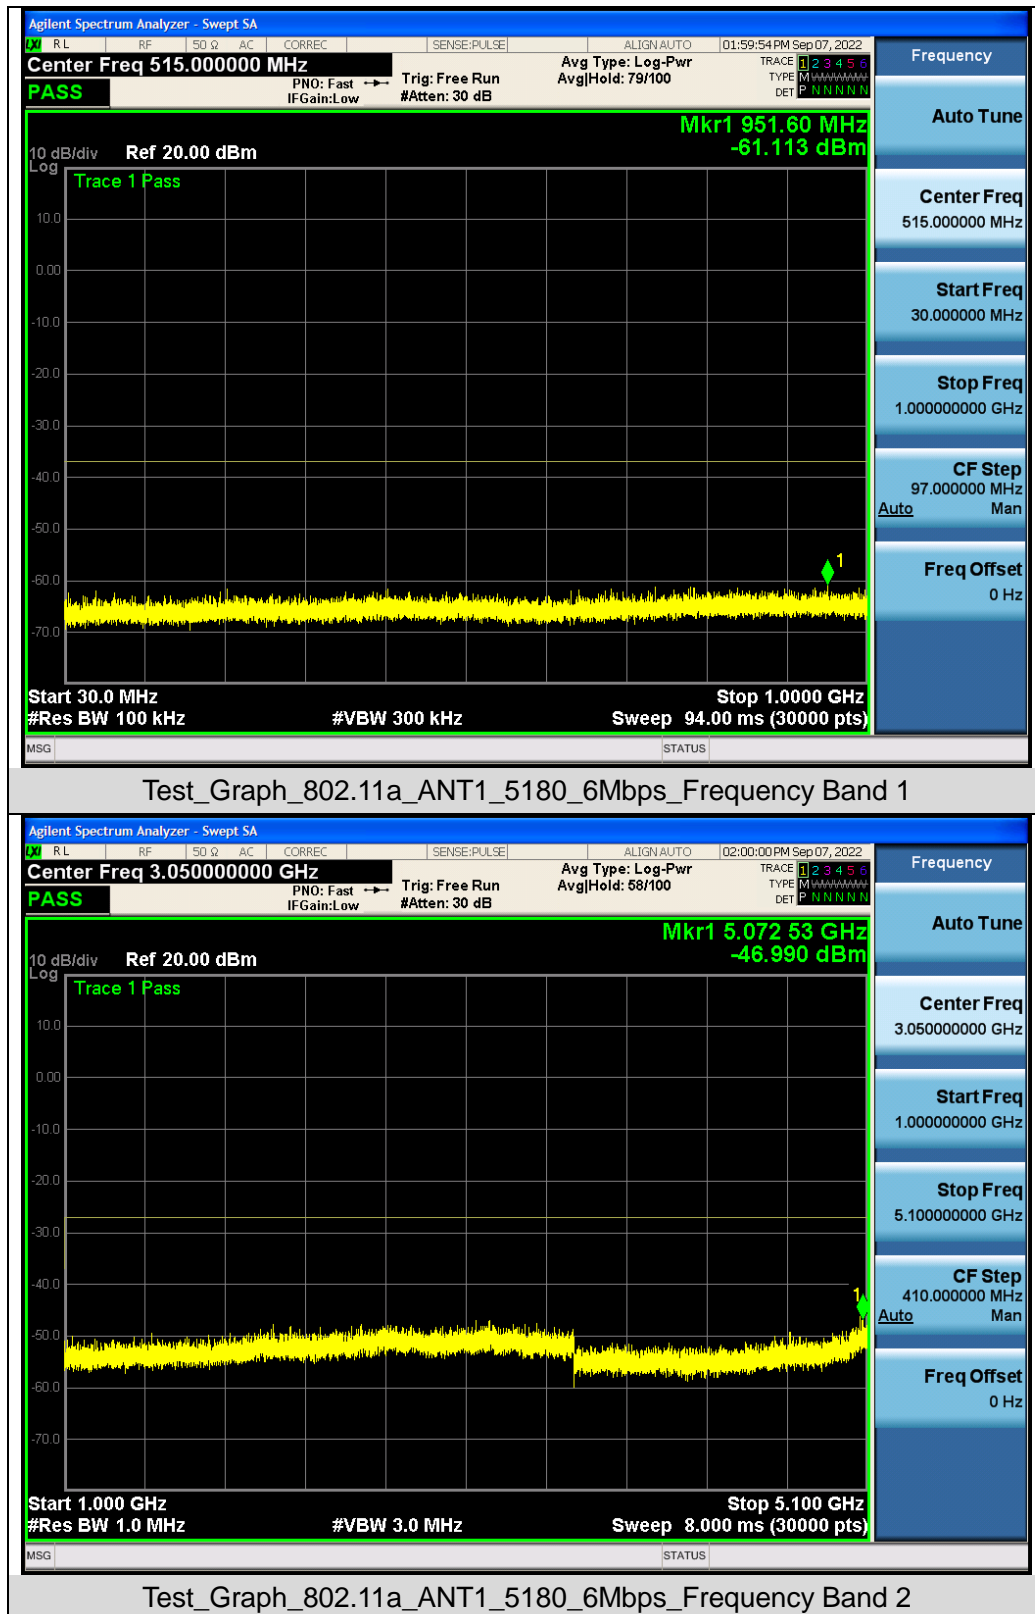 Agilent Spectrum Analyzer - Swept SA
LXI RL RF 50 Ω AC CORREC SENSE:PULSE ALIGN AUTO 01:59:54 PM Sep 07, 2022
Center Freq 515.000000 MHz
PASS
PNO: Fast
IFGain:Low
Trig: Free Run
#Atten: 30 dB
Avg Type: Log-Pwr
Avg|Hold: 79/100
TRACE 1 2 3 4 5 6
TYPE M WWWWW
DET P N N N N N
Mkr1 951.60 MHz
-61.113 dBm
10 dB/div Ref 20.00 dBm
Log
Trace 1 Pass
10.0
0.00
-10.0
-20.0
-30.0
-40.0
-50.0
-60.0
-70.0
1
Start 30.0 MHz Stop 1.0000 GHz
#Res BW 100 kHz #VBW 300 kHz Sweep 94.00 ms (30000 pts)
MSG STATUS
Frequency
Auto Tune
Center Freq
515.000000 MHz
Start Freq
30.000000 MHz
Stop Freq
1.000000000 GHz
CF Step
97.000000 MHz
Auto Man
Freq Offset
0 Hz
Test_Graph_802.11a_ANT1_5180_6Mbps_Frequency Band 1
Agilent Spectrum Analyzer - Swept SA
LXI RL RF 50 Ω AC CORREC SENSE:PULSE ALIGN AUTO 02:00:00 PM Sep 07, 2022
Center Freq 3.050000000 GHz
PASS
PNO: Fast
IFGain:Low
Trig: Free Run
#Atten: 30 dB
Avg Type: Log-Pwr
Avg|Hold: 58/100
TRACE 1 2 3 4 5 6
TYPE M WWWWW
DET P N N N N N
Mkr1 5.072 53 GHz
-46.990 dBm
10 dB/div Ref 20.00 dBm
Log
Trace 1 Pass
10.0
0.00
-10.0
-20.0
-30.0
-40.0
-50.0
-60.0
-70.0
1
Start 1.000 GHz Stop 5.100 GHz
#Res BW 1.0 MHz #VBW 3.0 MHz Sweep 8.000 ms (30000 pts)
MSG STATUS
Frequency
Auto Tune
Center Freq
3.050000000 GHz
Start Freq
1.000000000 GHz
Stop Freq
5.100000000 GHz
CF Step
410.000000 MHz
Auto Man
Freq Offset
0 Hz
Test_Graph_802.11a_ANT1_5180_6Mbps_Frequency Band 2